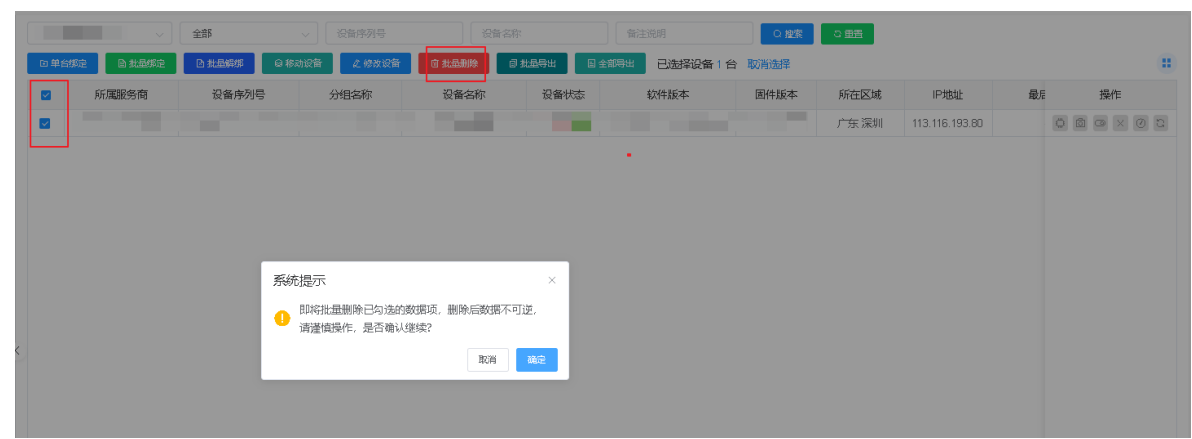 全部 设备序列号 设备名称 备注说明 搜索 重置
单台绑定 批量绑定 批量解绑 移动设备 修改设备 批量删除 批量导出 全部导出 已选择设备 1 台 取消选择
所属服务商 设备序列号 分组名称 设备名称 设备状态 软件版本 固件版本 所在区域 IP地址 最后 操作
广东 深圳 113.116.193.80
系统提示
即将批量删除已勾选的数据项，删除后数据不可逆，
请谨慎操作，是否确认继续?
取消 确定